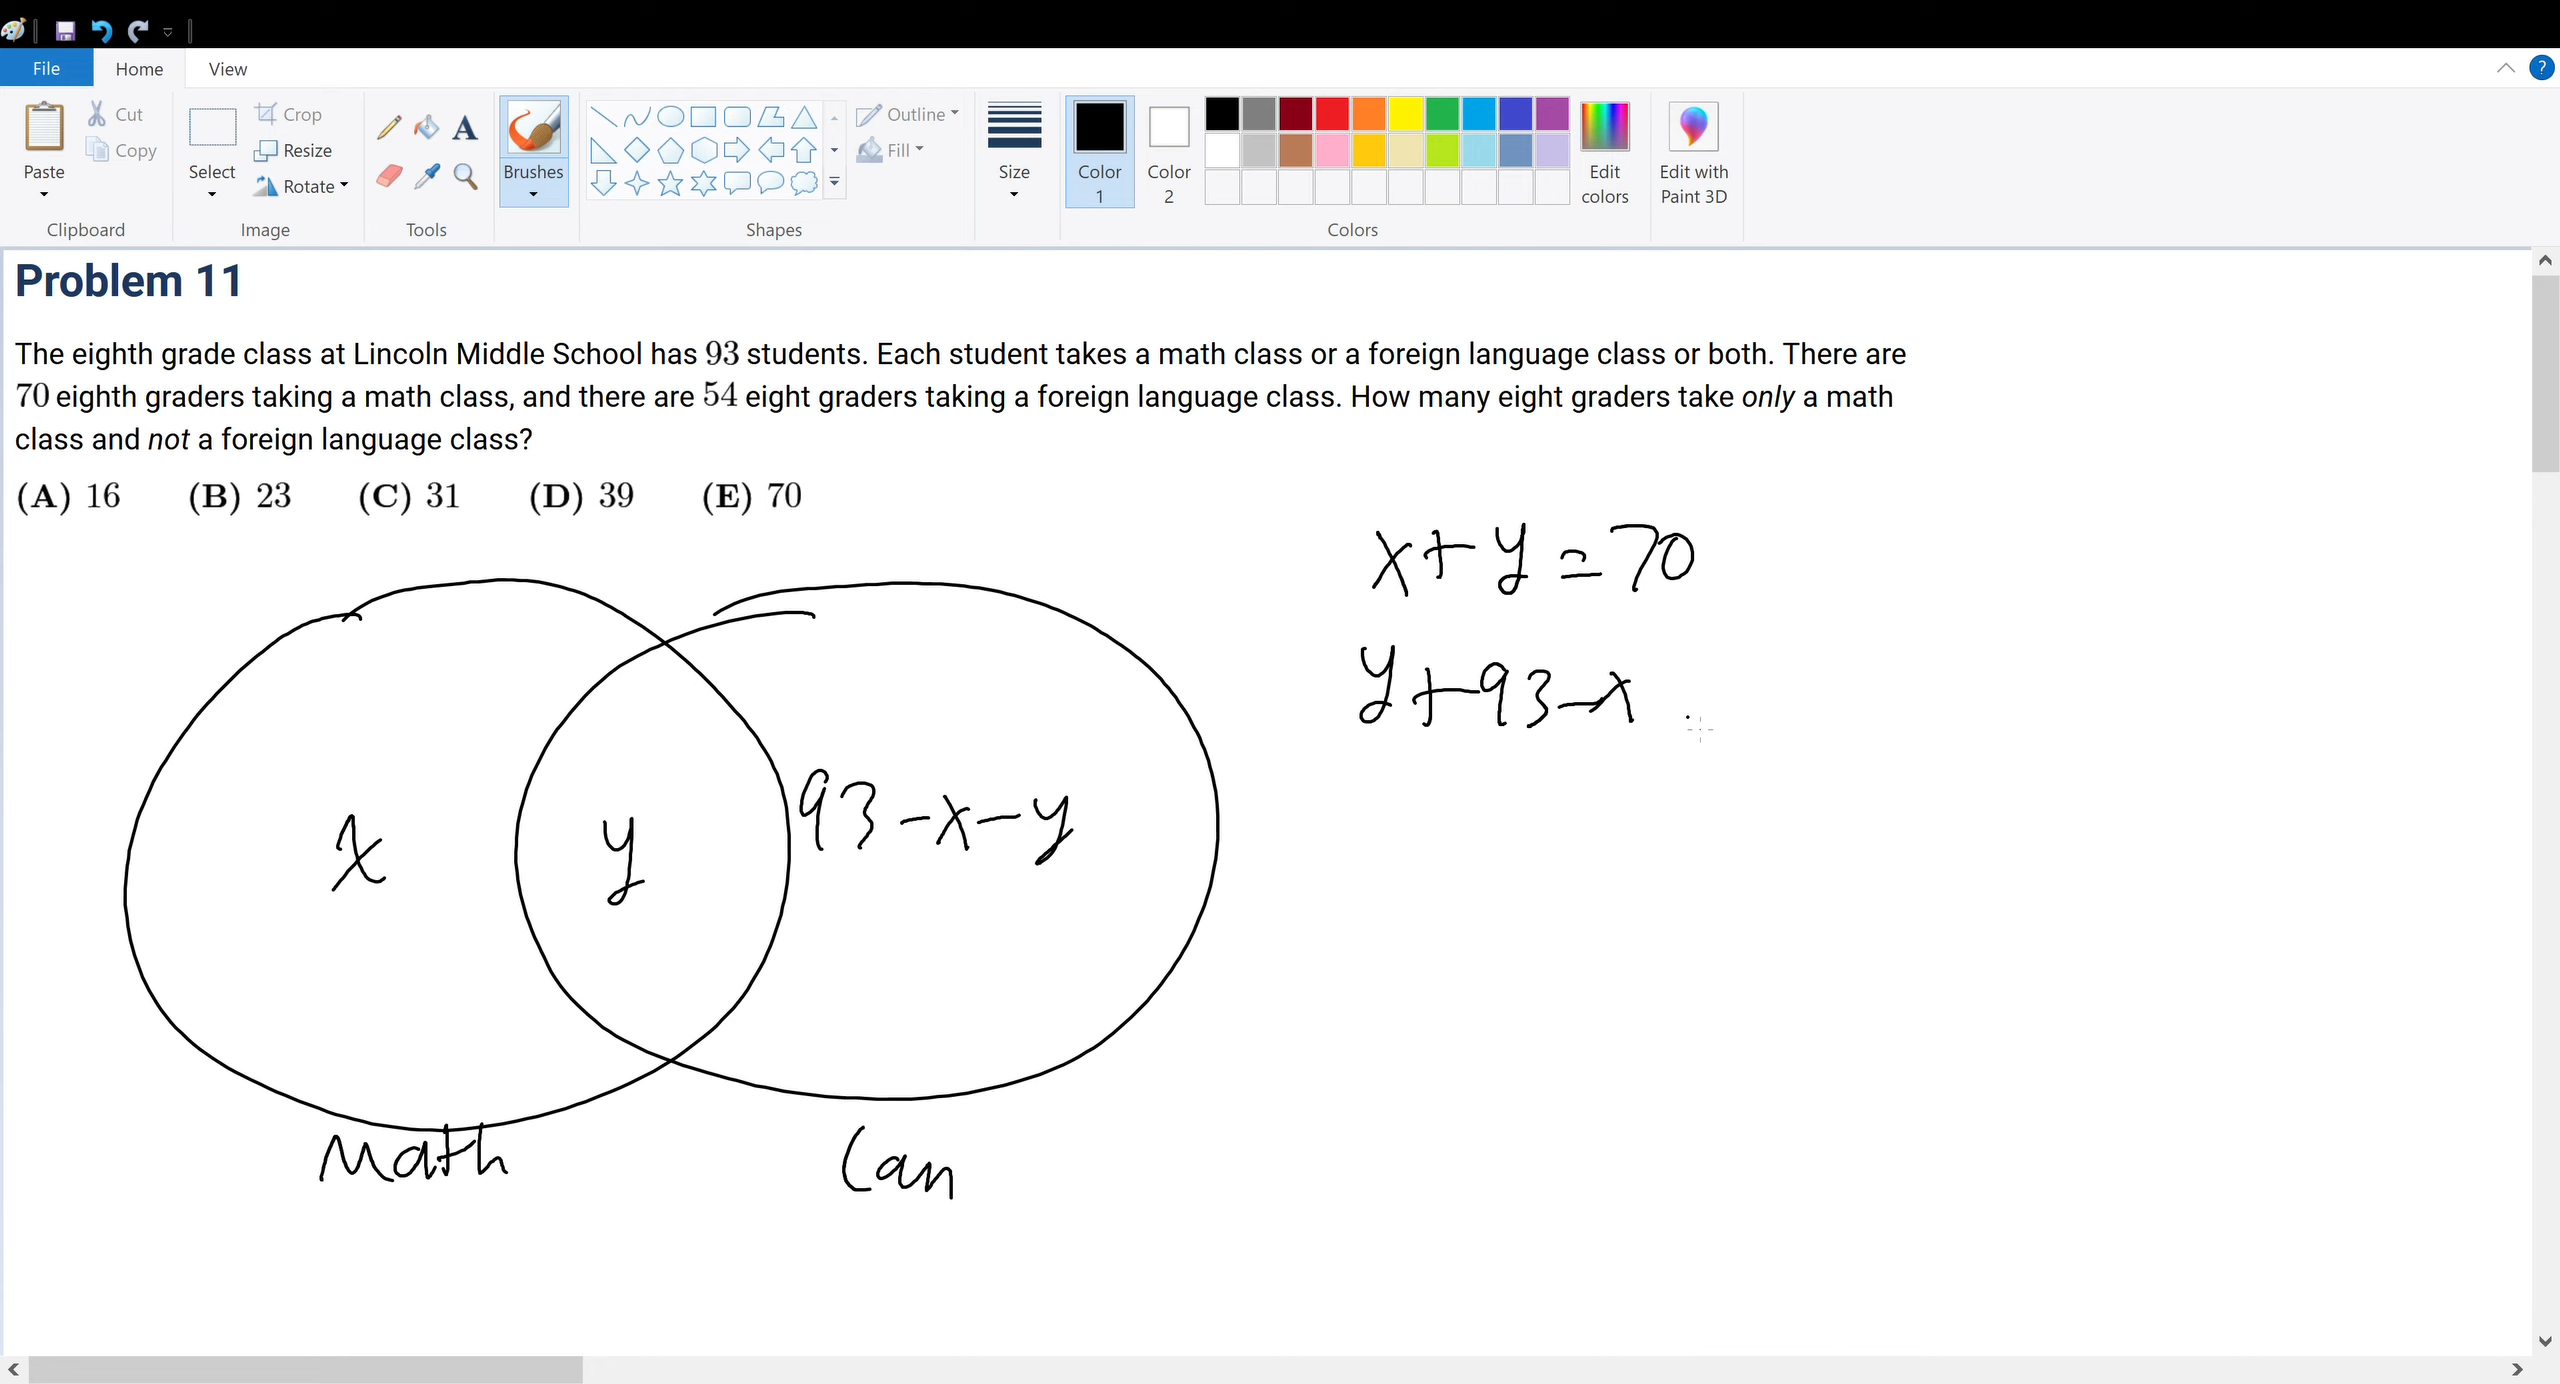 File Home View
Paste
Cut
Copy
Clipboard
Select
Crop
Resize
Rotate
Image
A
Tools
Brushes
Outline
Fill
Shapes
Size
Color 1
Color 2
Edit colors
Colors
Edit with Paint 3D
?
Problem 11
The eighth grade class at Lincoln Middle School has 93 students. Each student takes a math class or a foreign language class or both. There are
70 eighth graders taking a math class, and there are 54 eight graders taking a foreign language class. How many eight graders take only a math
class and not a foreign language class?
(A) 16 (B) 23 (C) 31 (D) 39 (E) 70
x+y=70
y+93-x
x y 93-x-y
Math Lan